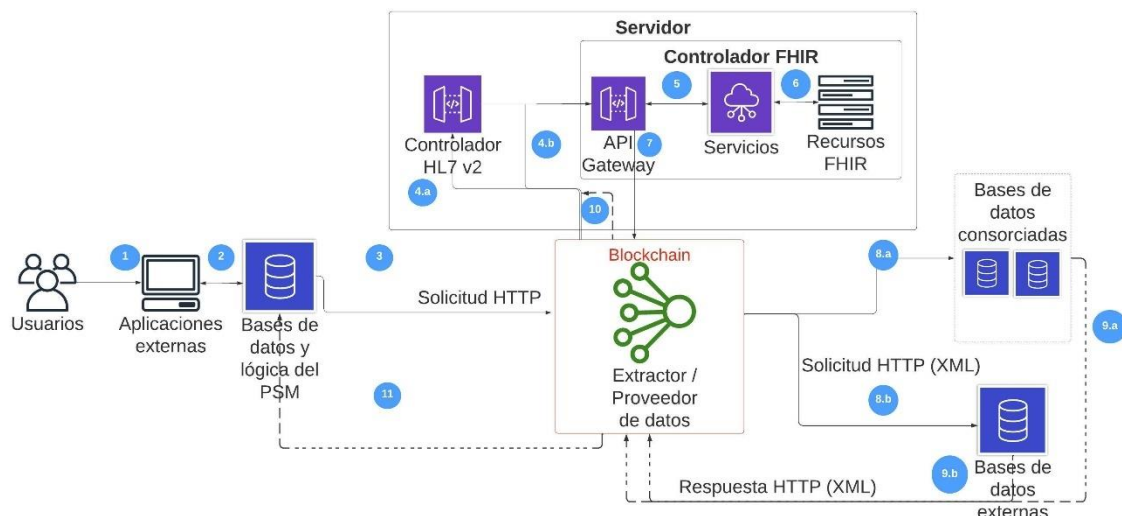 Servidor
Controlador FHIR
5
6
4.b
7
Controlador
HL7 v2
API
Gateway
Servicios
Recursos
FHIR
4.a
10
Bases de
datos
consorciadas
1
2
3
Blockchain
8.a
Solicitud HTTP
Usuarios
Aplicaciones
externas
Bases de
datos y
lógica del
PSM
9.a
Extractor /
Proveedor
de datos
Solicitud HTTP (XML)
11
8.b
9.b
Respuesta HTTP (XML)
Bases de
datos
externas